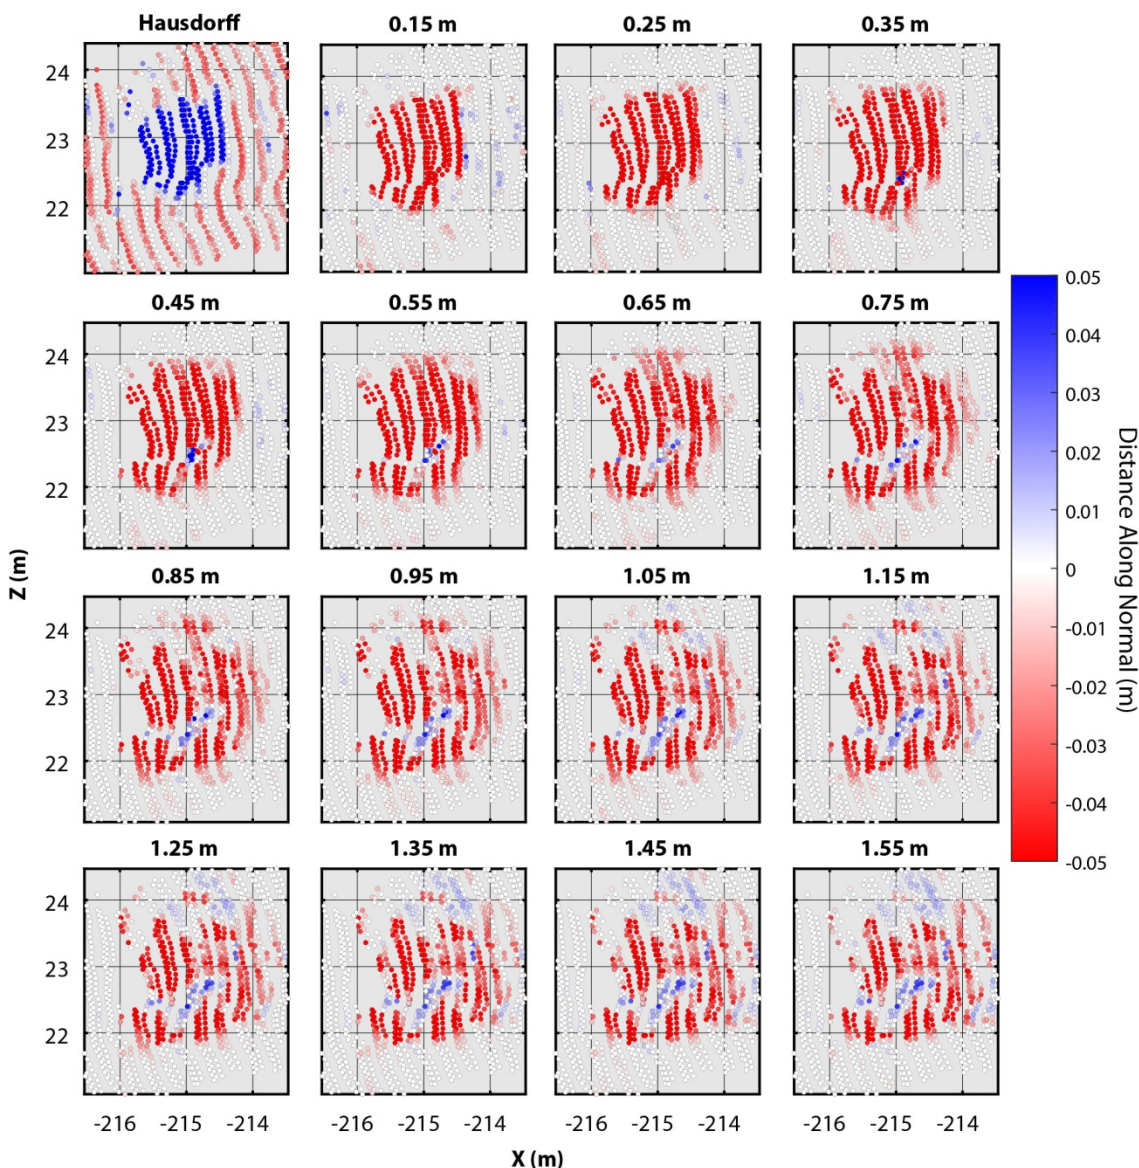 Hausdorff 0.15 m 0.25 m 0.35 m
24
23
22
0.45 m 0.55 m 0.65 m 0.75 m
24
23
22
0.85 m 0.95 m 1.05 m 1.15 m
24
23
22
1.25 m 1.35 m 1.45 m 1.55 m
24
23
22
-216 -215 -214 -216 -215 -214 -216 -215 -214 -216 -215 -214
X (m)
Z (m)
0.05
0.04
0.03
0.02
0.01
0
-0.01
-0.02
-0.03
-0.04
-0.05
Distance Along Normal (m)